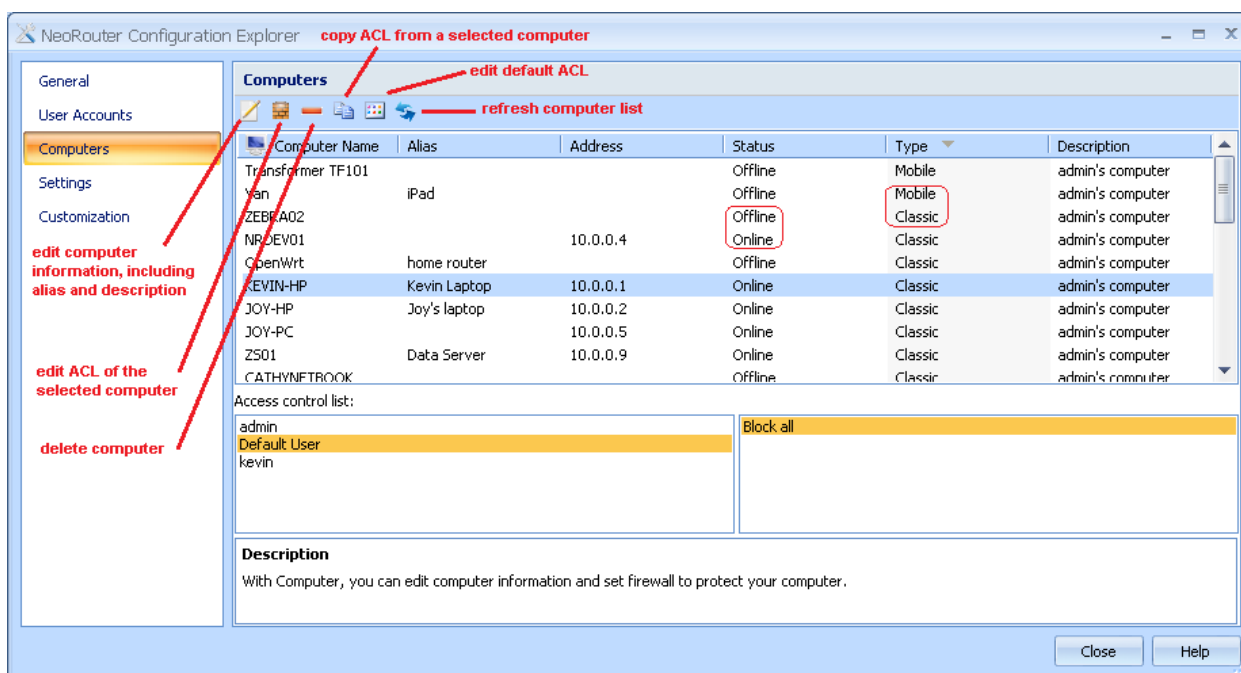 NeoRouter Configuration Explorer
copy ACL from a selected computer
General
User Accounts
Computers
Settings
Customization
Computers
edit default ACL
refresh computer list
Computer Name Alias Address Status Type Description
Transformer TF101 Offline Mobile admin's computer
Van iPad Offline Mobile admin's computer
ZEBRA02 Offline Classic admin's computer
NRDEV01 10.0.0.4 Online Classic admin's computer
OpenWrt home router Offline Classic admin's computer
KEVIN-HP Kevin Laptop 10.0.0.1 Online Classic admin's computer
JOY-HP Joy's laptop 10.0.0.2 Online Classic admin's computer
JOY-PC 10.0.0.5 Online Classic admin's computer
ZS01 Data Server 10.0.0.9 Online Classic admin's computer
CATHYNETBOOK Offline Classic admin's computer
edit computer
information, including
alias and description
edit ACL of the
selected computer
delete computer
Access control list:
admin
Default User
kevin
Block all
Description
With Computer, you can edit computer information and set firewall to protect your computer.
Close
Help